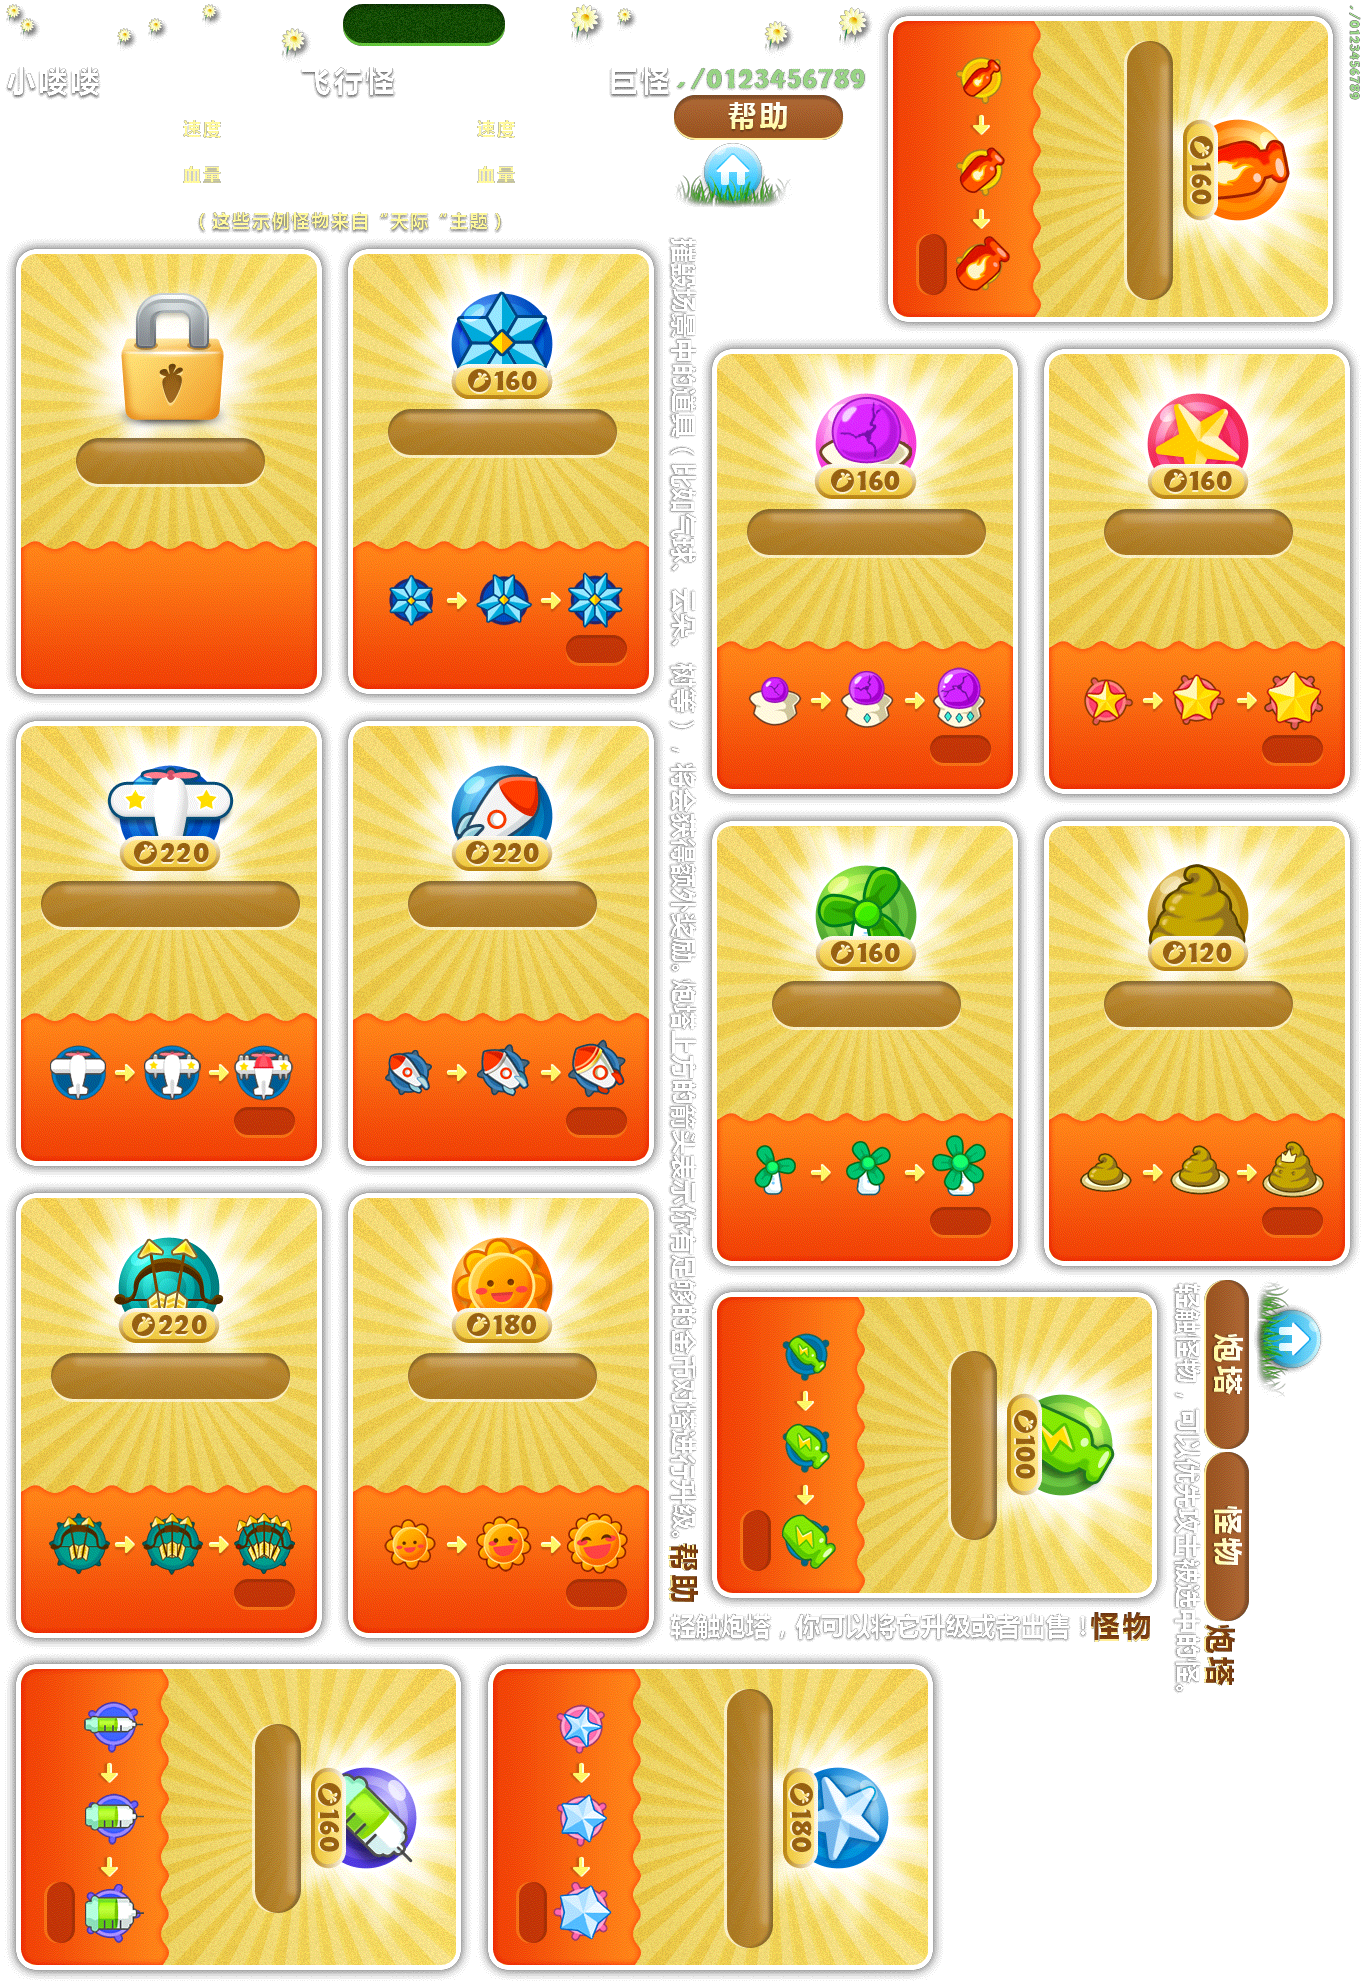 小喽喽
飞行怪
巨怪
./0123456789
./0123456789
帮助
速度
速度
血量
血量
（这些示例怪物来自“天际“主题）
160
160
160
160
摧毁场景中的道具（比如气球、云朵、树等），将会获得额外奖励。炮塔上方的箭头表示你有足够的金币对塔进行升级。
220
220
160
120
220
180
100
炮塔
怪物
轻触怪物，可以优先攻击被选中的怪。
帮助
轻触炮塔，你可以将它升级或者出售！
怪物
炮塔
160
180